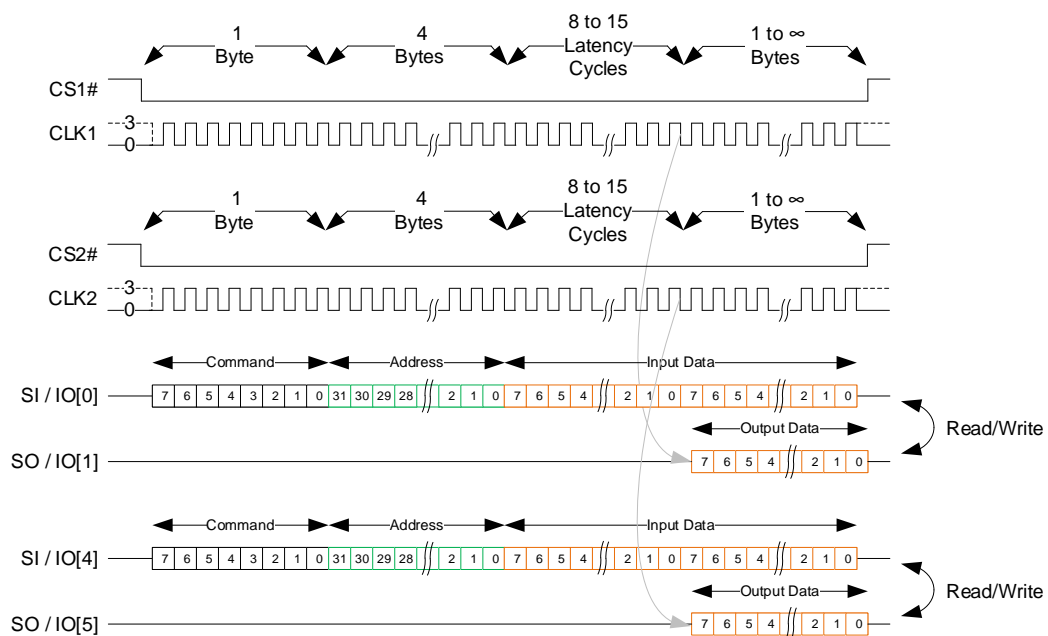 1
Byte
4
Bytes
8 to 15
Latency
Cycles
1 to ∞
Bytes
CS1#
CLK1
3
0
1
Byte
4
Bytes
8 to 15
Latency
Cycles
1 to ∞
Bytes
CS2#
CLK2
3
0
Command Address Input Data
SI / IO[0] 7 6 5 4 3 2 1 0 31 30 29 28 2 1 0 7 6 5 4 2 1 0 7 6 5 4 2 1 0
Read/Write
Output Data
SO / IO[1] 7 6 5 4 2 1 0
Command Address Input Data
SI / IO[4] 7 6 5 4 3 2 1 0 31 30 29 28 2 1 0 7 6 5 4 2 1 0 7 6 5 4 2 1 0
Read/Write
Output Data
SO / IO[5] 7 6 5 4 2 1 0